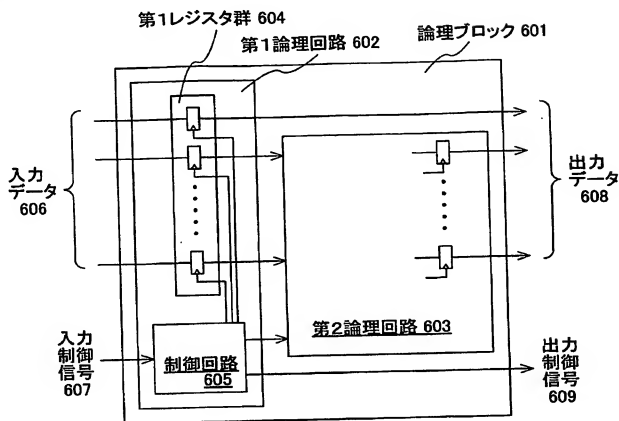 第1レジスタ群 604
第1論理回路 602
論理ブロック 601
入力
データ
606
出力
データ
608
第2論理回路 603
入力
制御
信号
607
制御回路
605
出力
制御
信号
609